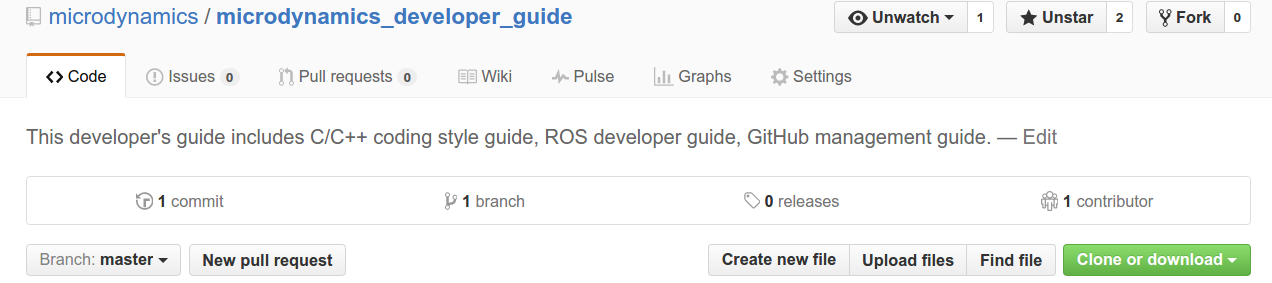 microdynamics / microdynamics_developer_guide Unwatch 1 Unstar 2 Fork 0
Code Issues 0 Pull requests 0 Wiki Pulse Graphs Settings
This developer's guide includes C/C++ coding style guide, ROS developer guide, GitHub management guide. — Edit
1 commit 1 branch 0 releases 1 contributor
Branch: master New pull request Create new file Upload files Find file Clone or download